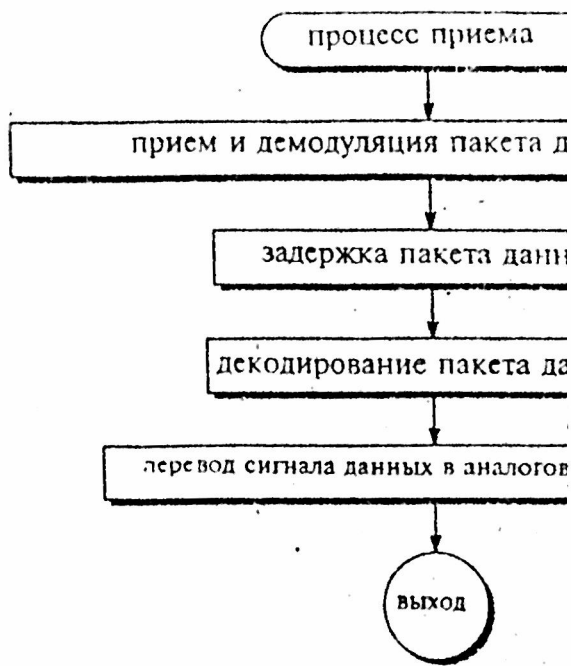 процесс приема
прием и демодуляция пакета д
задержка пакета данн
декодирование пакета да
перевод сигнала данных в аналогов
выход